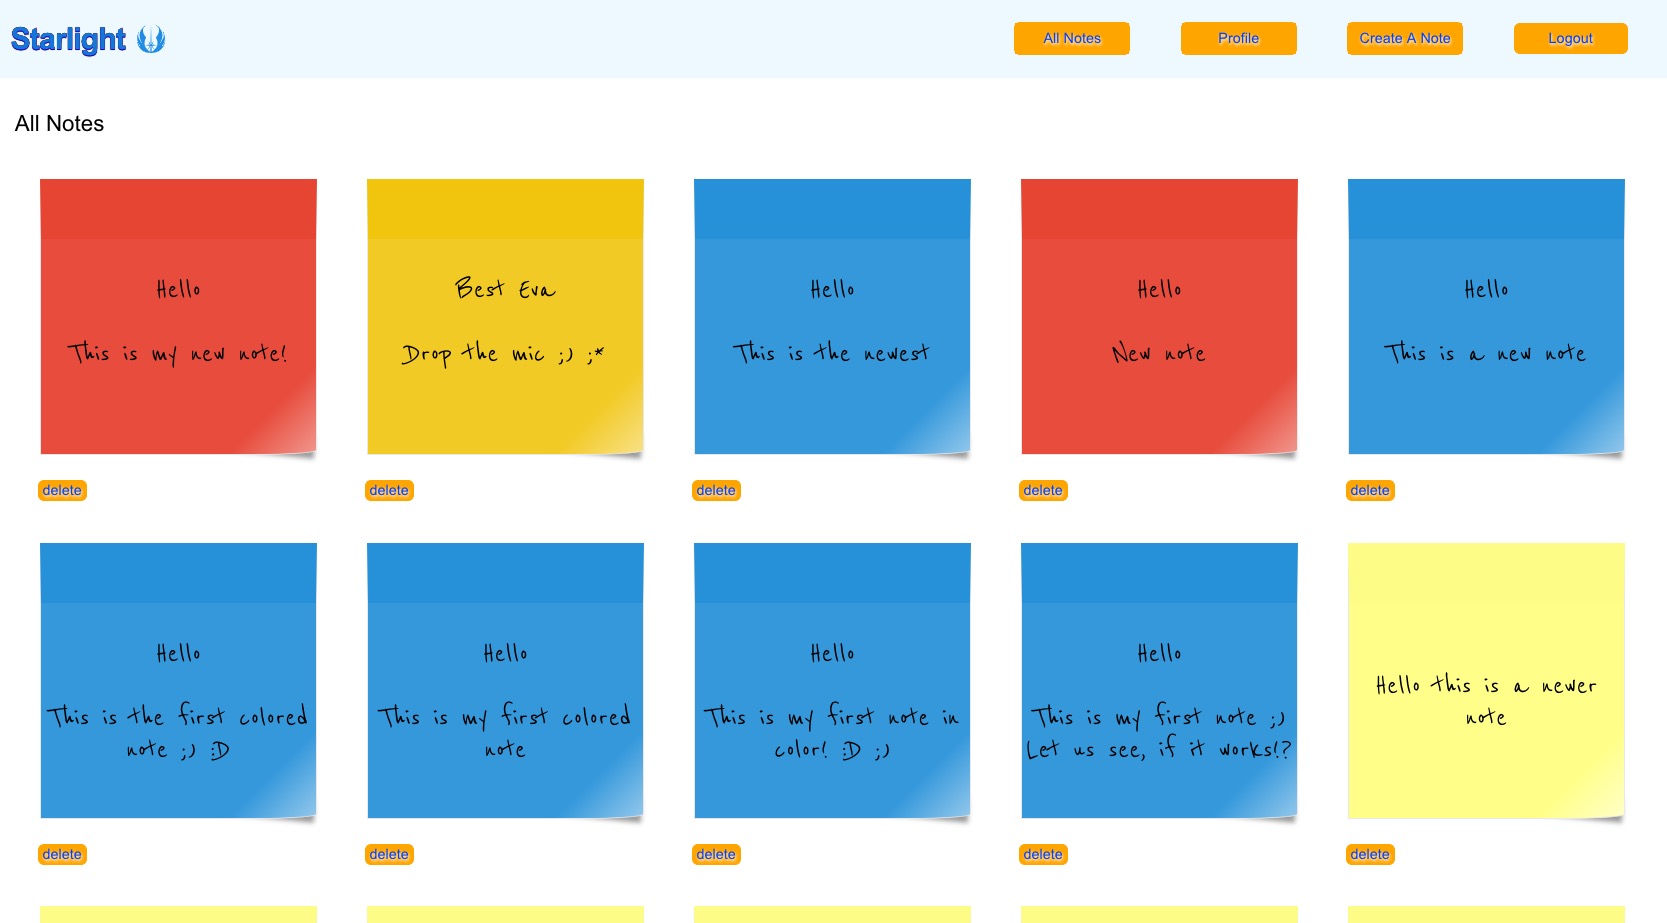 Starlight
All Notes
Profile
Create A Note
Logout
All Notes
Hello
This is my new note!
delete
Best Eva
Drop the mic ;) ;*
delete
Hello
This is the newest
delete
Hello
New note
delete
Hello
This is a new note
delete
Hello
This is the first colored
note ;) :D
delete
Hello
This is my first colored
note
delete
Hello
This is my first note in
color! :D ;)
delete
Hello
This is my first note ;)
Let us see, if it works!?
delete
Hello this is a newer
note
delete